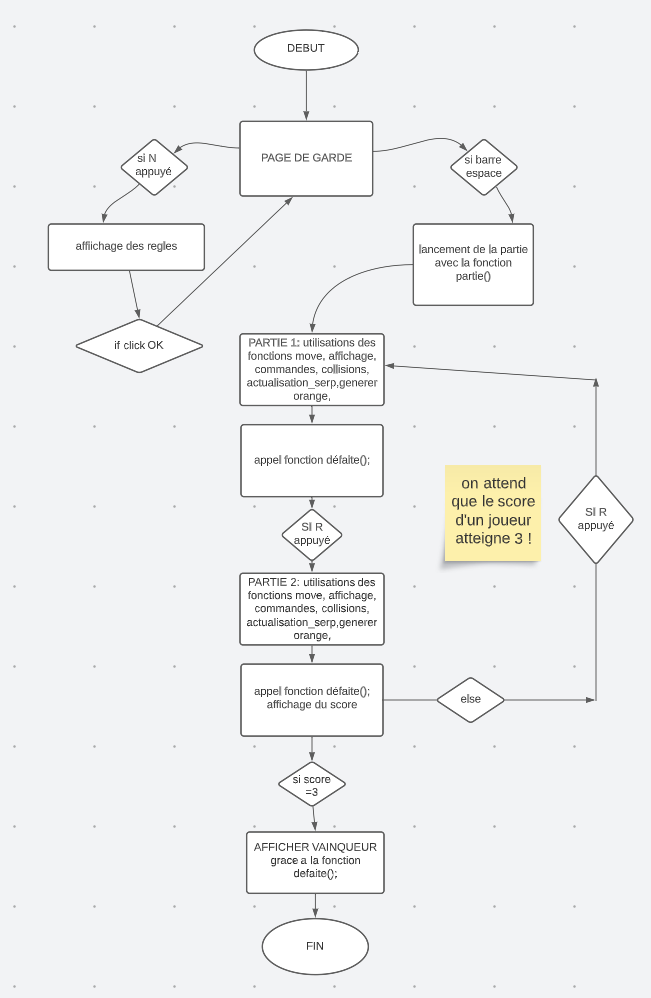 DEBUT
PAGE DE GARDE
si N
appuyé
si barre
espace
affiichage des regles
lancement de la partie
avec la fonction
partie()
if click OK
PARTIE 1: utilisations des
fonctions move, affichage,
commandes, collisions,
actualisation_serp,generer
orange,
appel fonction défaite();
on attend
que le score
d'un joueur
atteigne 3 !
SI R
appuyé
SI R
appuyé
PARTIE 2: utilisations des
fonctions move, affichage,
commandes, collisions,
actualisation_serp,generer
orange,
appel fonction défaite();
affichage du score
else
si score
=3
AFFICHER VAINQUEUR
grace a la fonction
defaite();
FIN